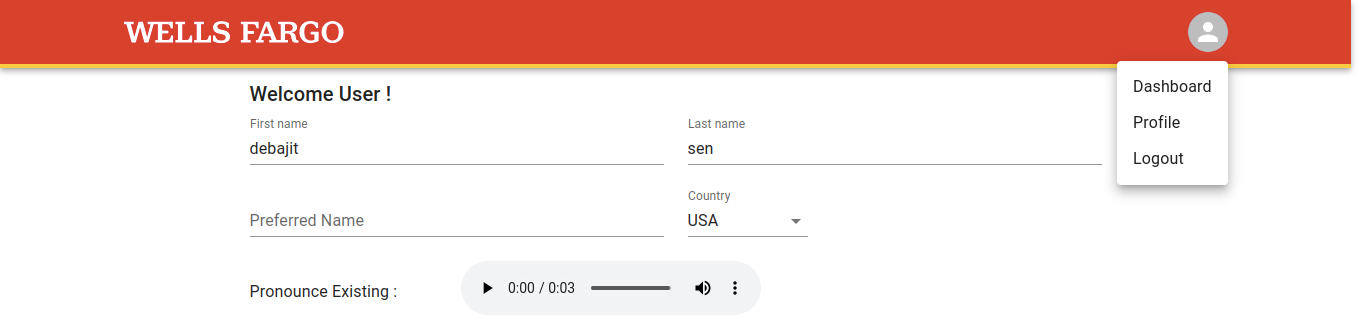 WELLS FARGO
Dashboard
Profile
Logout
Welcome User !
First name
debajit
Last name
sen
Preferred Name
Country
USA
Pronounce Existing :
0:00 / 0:03